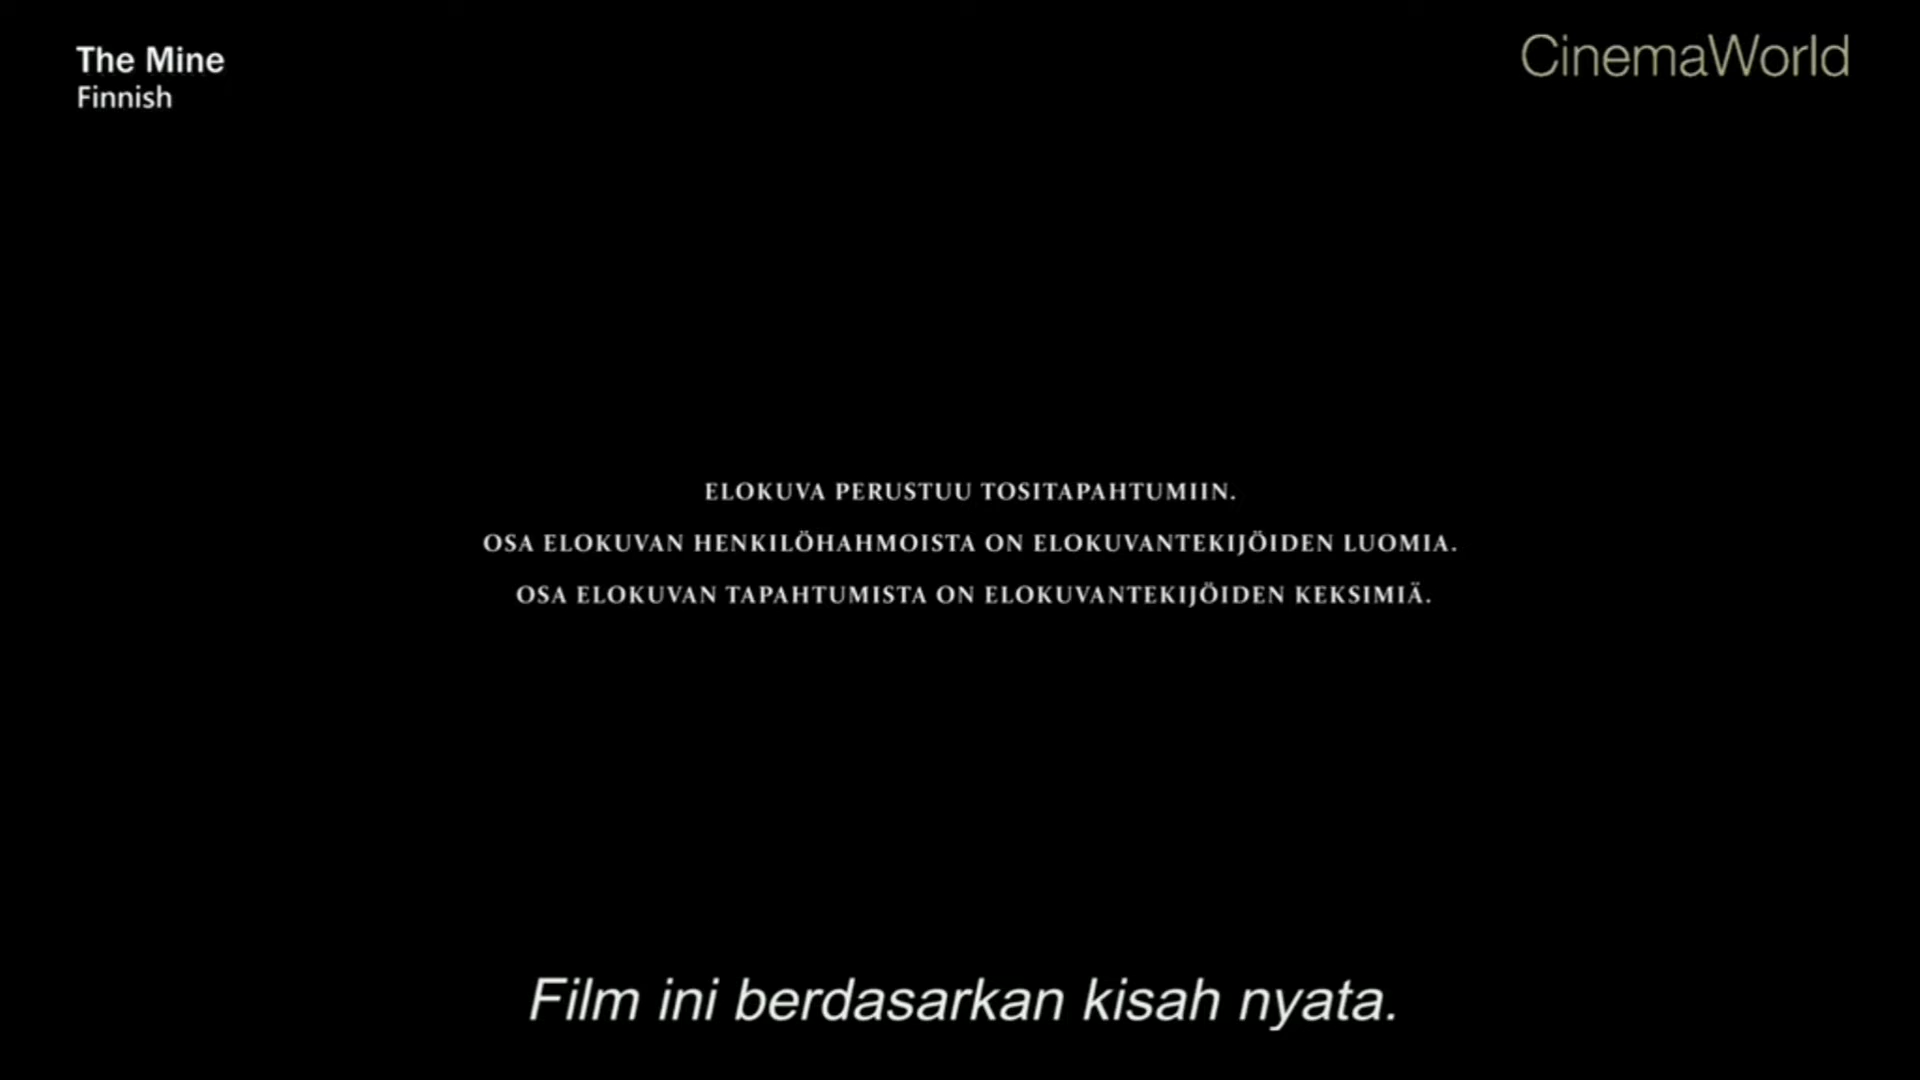 The Mine
Finnish
CinemaWorld
ELOKUVA PERUSTUU TOSITAPAHTUMIIN.
OSA ELOKUVAN HENKILÖHAHMOISTA ON ELOKUVANTEKIJÖIDEN LUOMIA.
OSA ELOKUVAN TAPAHTUMISTA ON ELOKUVANTEKIJÖIDEN KEKSIMIÄ.
Film ini berdasarkan kisah nyata.